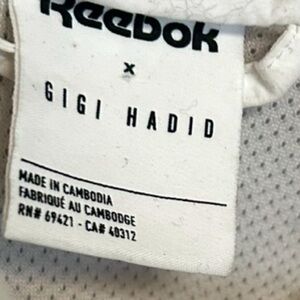 Reebok
x
GIGI HADID
MADE IN CAMBODIA
FABRIQUÉ AU CAMBODGE
RN# 69421 - CA# 40312